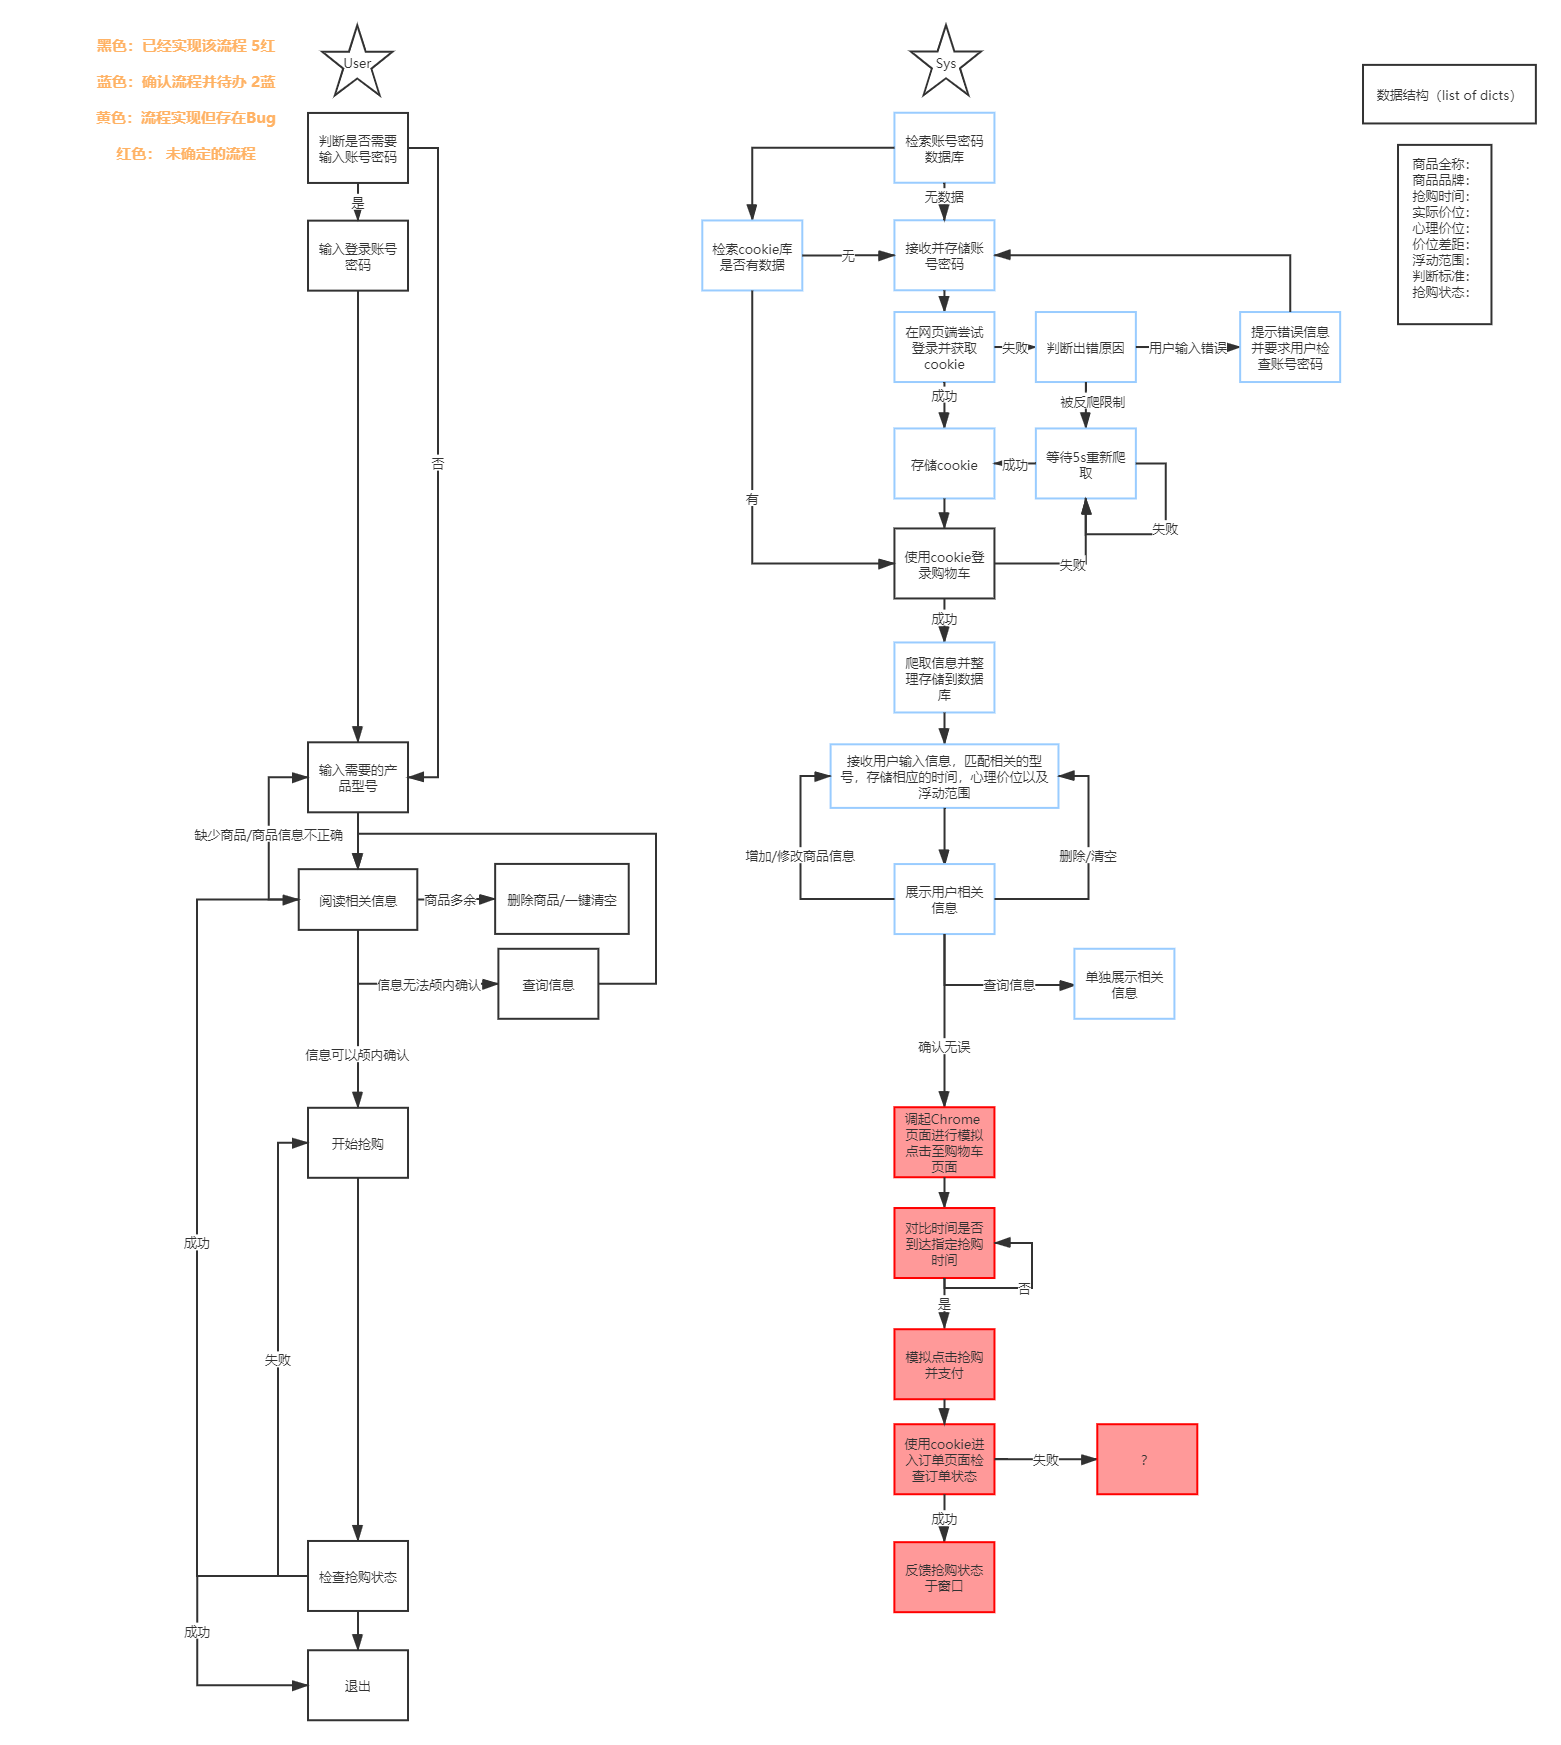 黑色：已经实现该流程 5红
蓝色：确认流程并待办 2蓝
黄色：流程实现但存在Bug
红色： 未确定的流程
User
判断是否需要
输入账号密码
是
否
输入登录账号
密码
输入需要的产
品型号
缺少商品/商品信息不正确
阅读相关信息
商品多余
删除商品/一键清空
信息无法颅内确认
查询信息
信息可以颅内确认
开始抢购
成功
失败
检查抢购状态
成功
退出
Sys
检索账号密码
数据库
无数据
检索cookie库
是否有数据
无
接收并存储账
号密码
在网页端尝试
登录并获取
cookie
失败
判断出错原因
用户输入错误
提示错误信息
并要求用户检
查账号密码
成功
被反爬限制
存储cookie
成功
等待5s重新爬
取
有
失败
使用cookie登
录购物车
失败
成功
爬取信息并整
理存储到数据
库
接收用户输入信息，匹配相关的型
号，存储相应的时间，心理价位以及
浮动范围
增加/修改商品信息
删除/清空
展示用户相关
信息
查询信息
单独展示相关
信息
确认无误
调起Chrome
页面进行模拟
点击至购物车
页面
对比时间是否
到达指定抢购
时间
否
是
模拟点击抢购
并支付
使用cookie进
入订单页面检
查订单状态
失败
？
成功
反馈抢购状态
于窗口
数据结构（list of dicts）
商品全称：
商品品牌：
抢购时间：
实际价位：
心理价位：
价位差距：
浮动范围：
判断标准：
抢购状态：